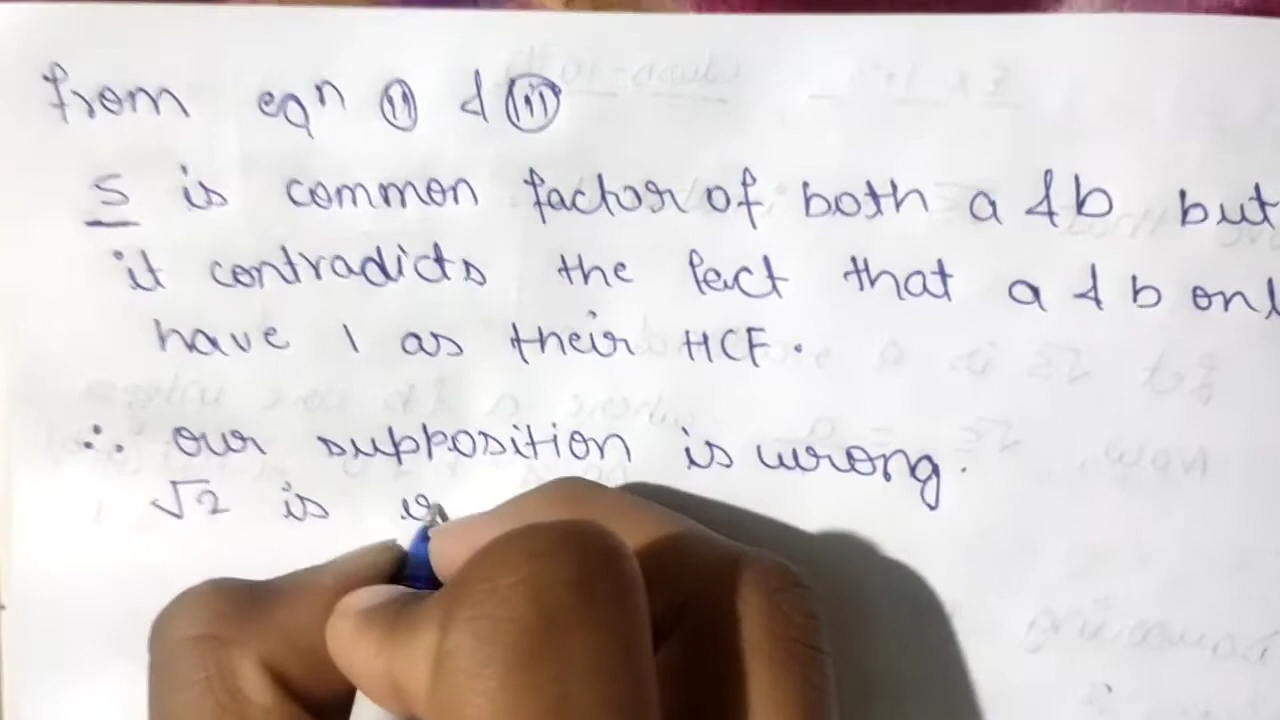 from eqn (ii) & (iii)
5 is common factor of both a & b but
it contradicts the fact that a & b onl
have 1 as their HCF.
∴ our supposition is wrong.
√2 is